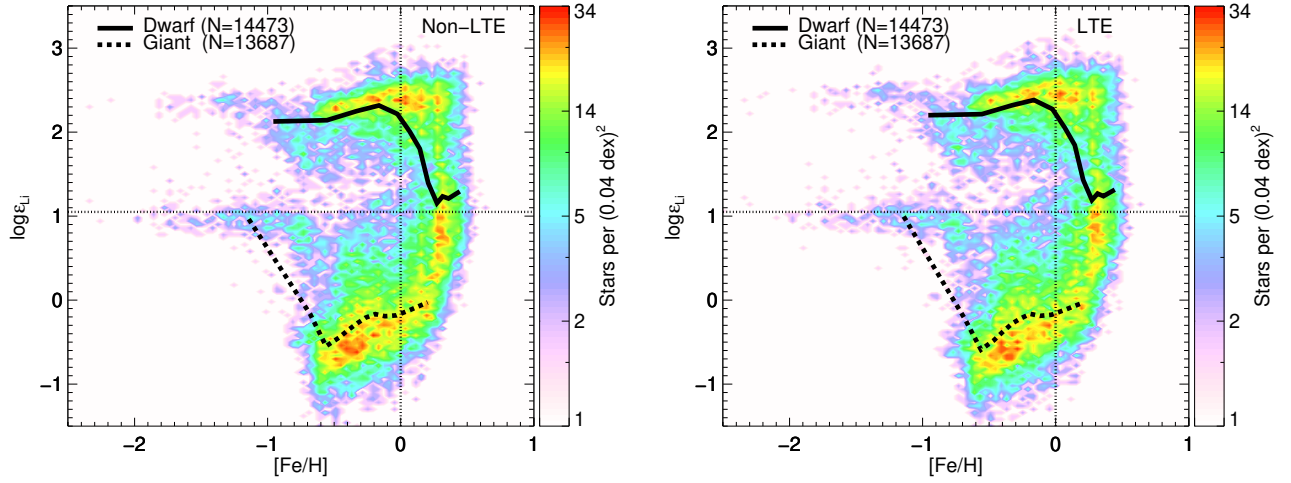 Dwarf (N=14473)
Giant (N=13687)
Non−LTE
3
2
1
0
−1
logεLi
−2
−1
0
1
[Fe/H]
34
14
5
2
1
Stars per (0.04 dex)²
Dwarf (N=14473)
Giant (N=13687)
LTE
3
2
1
0
−1
logεLi
−2
−1
0
1
[Fe/H]
34
14
5
2
1
Stars per (0.04 dex)²